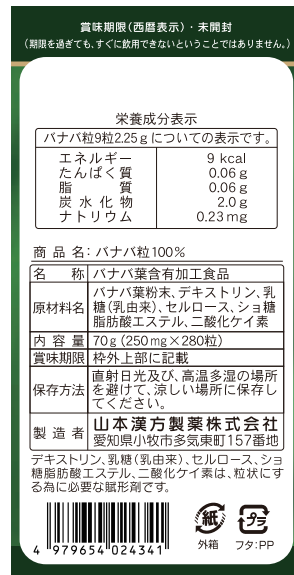 賞味期限(西暦表示)・未開封
(期限を過ぎても、すぐに飲用できないということではありません。)
栄養成分表示
バナバ粒9粒2.25gについての表示です。
エネルギー 9 kcal
たんぱく質 0.06g
脂質 0.06g
炭水化物 2.0g
ナトリウム 0.23mg
商品名:バナバ粒100%
名称 バナバ葉含有加工食品
原材料名 バナバ葉粉末、デキストリン、乳
糖(乳由来)、セルロース、ショ糖
脂肪酸エステル、二酸化ケイ素
内容量 70g(250mg×280粒)
賞味期限 枠外上部に記載
保存方法 直射日光及び、高温多湿の場所
を避けて、涼しい場所に保存し
てください。
製造者 山本漢方製薬株式会社
愛知県小牧市多気東町157番地
デキストリン、乳糖(乳由来)、セルロース、ショ
糖脂肪酸エステル、二酸化ケイ素は、粒状にす
る為に必要な賦形剤です。
4 979654 024341
紙 外箱
プラ フタ:PP